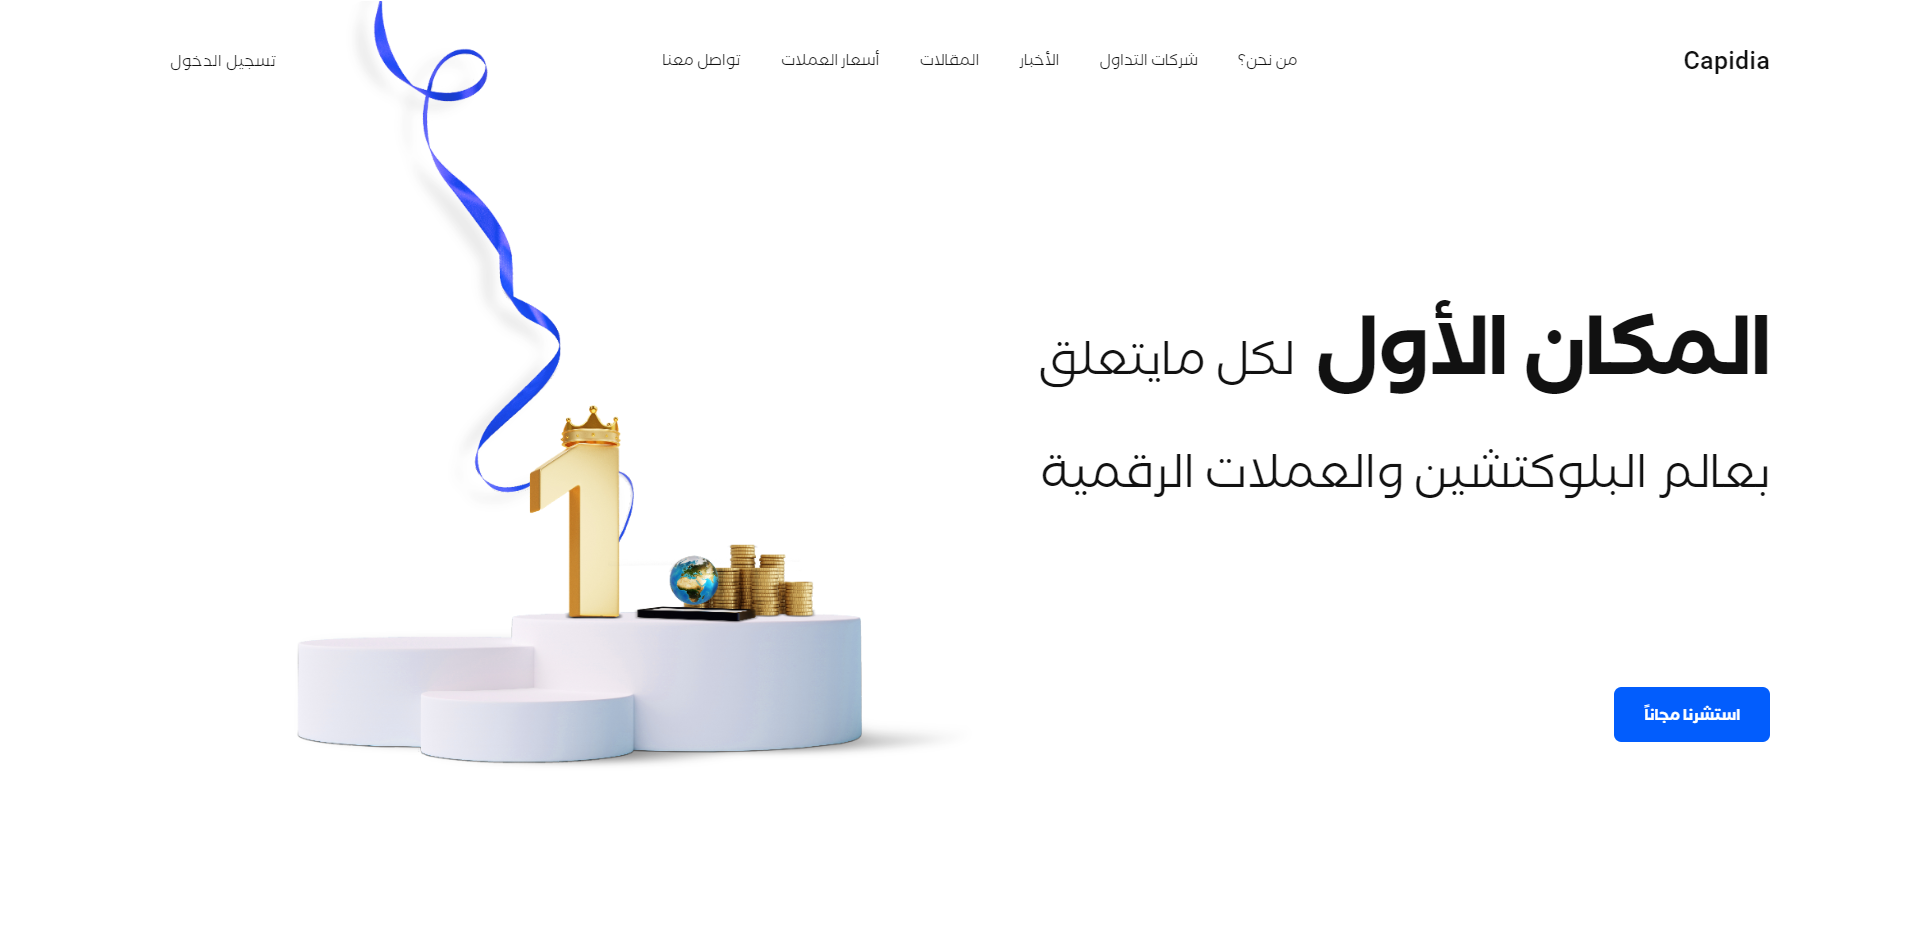 Capidia
من نحن؟
شركات التداول
الأخبار
المقالات
أسعار العملات
تواصل معنا
تسجيل الدخول
المكان الأول لكل مايتعلق
بعالم البلوكتشين والعملات الرقمية
1
استشرنا مجاناً